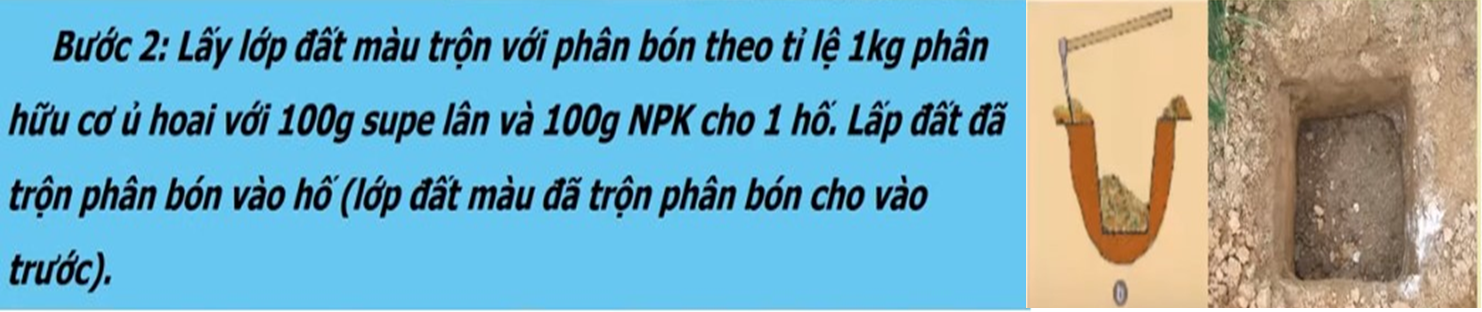 Bước 2: Lấy lớp đất màu trộn với phân bón theo tỉ lệ 1kg phân
hữu cơ ủ hoai với 100g supe lân và 100g NPK cho 1 hố. Lấp đất đã
trộn phân bón vào hố (lớp đất màu đã trộn phân bón cho vào
trước).
b